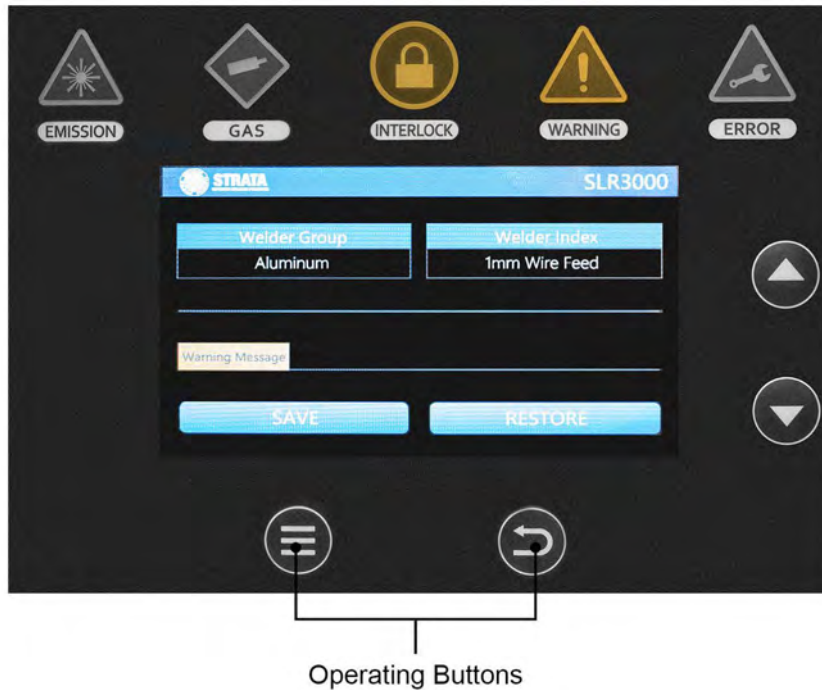 EMISSION
GAS
INTERLOCK
WARNING
ERROR
STRATA
SLR3000
Welder Group
Welder Index
Aluminum
1mm Wire Feed
Warning Message
SAVE
RESTORE
Operating Buttons